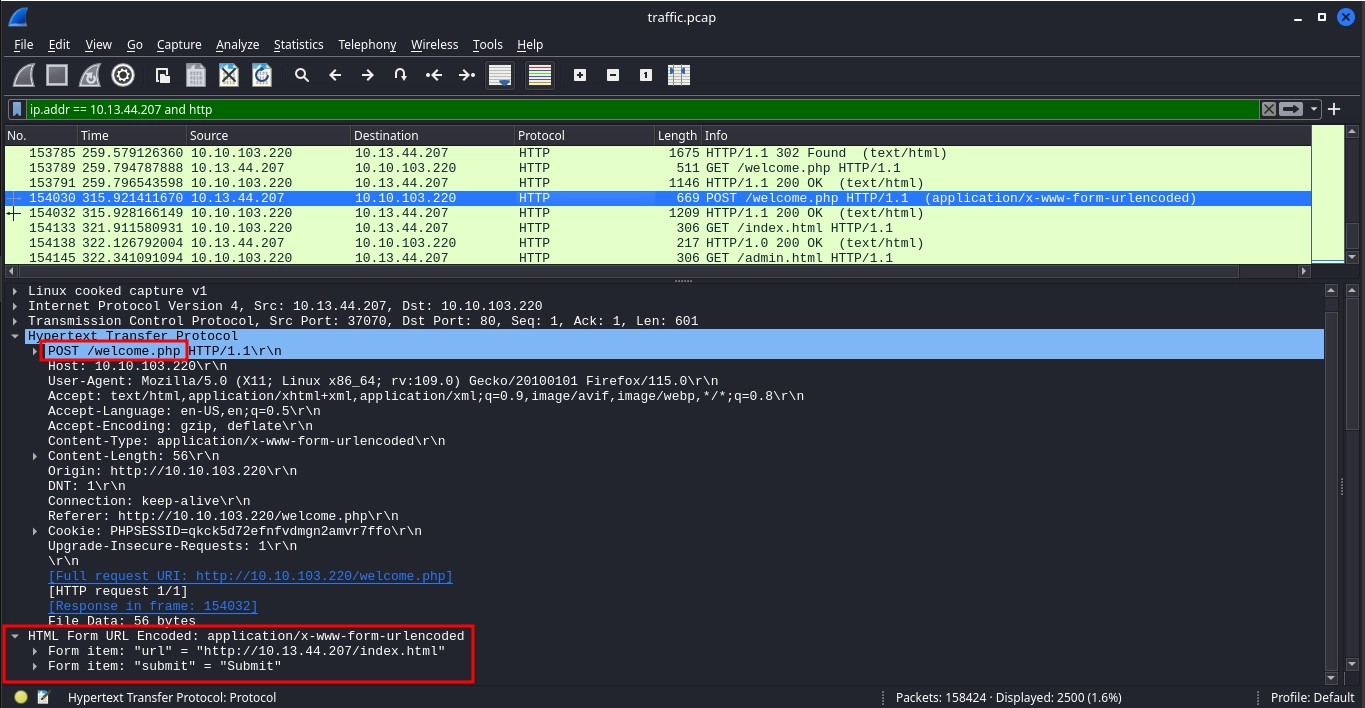 traffic.pcap
File Edit View Go Capture Analyze Statistics Telephony Wireless Tools Help
ip.addr == 10.13.44.207 and http
No. Time Source Destination Protocol Length Info
153785 259.579126360 10.10.103.220 10.13.44.207 HTTP 1675 HTTP/1.1 302 Found (text/html)
153789 259.794787888 10.13.44.207 10.10.103.220 HTTP 511 GET /welcome.php HTTP/1.1
153791 259.796543598 10.10.103.220 10.13.44.207 HTTP 1146 HTTP/1.1 200 OK (text/html)
154030 315.921411670 10.13.44.207 10.10.103.220 HTTP 669 POST /welcome.php HTTP/1.1 (application/x-www-form-urlencoded)
154032 315.928166149 10.10.103.220 10.13.44.207 HTTP 1209 HTTP/1.1 200 OK (text/html)
154133 321.911580931 10.10.103.220 10.13.44.207 HTTP 306 GET /index.html HTTP/1.1
154138 322.126792004 10.13.44.207 10.10.103.220 HTTP 217 HTTP/1.0 200 OK (text/html)
154145 322.341091094 10.10.103.220 10.13.44.207 HTTP 306 GET /admin.html HTTP/1.1
Linux cooked capture v1
Internet Protocol Version 4, Src: 10.13.44.207, Dst: 10.10.103.220
Transmission Control Protocol, Src Port: 37070, Dst Port: 80, Seq: 1, Ack: 1, Len: 601
Hypertext Transfer Protocol
POST /welcome.php HTTP/1.1\r\n
Host: 10.10.103.220\r\n
User-Agent: Mozilla/5.0 (X11; Linux x86_64; rv:109.0) Gecko/20100101 Firefox/115.0\r\n
Accept: text/html,application/xhtml+xml,application/xml;q=0.9,image/avif,image/webp,*/*;q=0.8\r\n
Accept-Language: en-US,en;q=0.5\r\n
Accept-Encoding: gzip, deflate\r\n
Content-Type: application/x-www-form-urlencoded\r\n
Content-Length: 56\r\n
Origin: http://10.10.103.220\r\n
DNT: 1\r\n
Connection: keep-alive\r\n
Referer: http://10.10.103.220/welcome.php\r\n
Cookie: PHPSESSID=qkck5d72efnfvdmgn2amvr7ffo\r\n
Upgrade-Insecure-Requests: 1\r\n
\r\n
[Full request URI: http://10.10.103.220/welcome.php]
[HTTP request 1/1]
[Response in frame: 154032]
File Data: 56 bytes
HTML Form URL Encoded: application/x-www-form-urlencoded
Form item: "url" = "http://10.13.44.207/index.html"
Form item: "submit" = "Submit"
Hypertext Transfer Protocol: Protocol Packets: 158424 · Displayed: 2500 (1.6%) Profile: Default